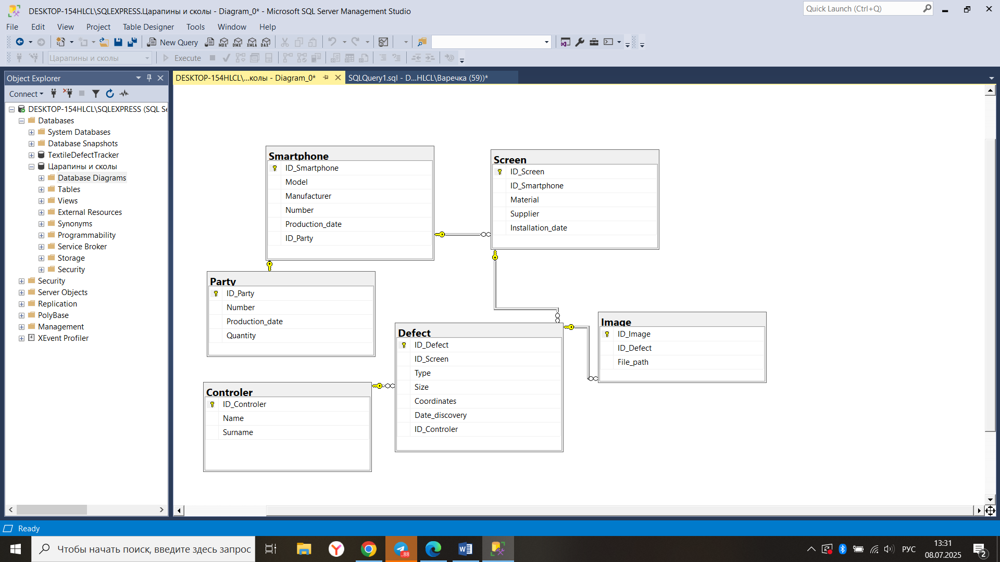 DESKTOP-154HLCL\SQLEXPRESS.Царапины и сколы - Diagram_0* - Microsoft SQL Server Management Studio
Quick Launch (Ctrl+Q)
File Edit View Project Table Designer Tools Window Help
New Query MDX DMX XMLA DAX
Царапины и сколы Execute
Object Explorer
DESKTOP-154HLCL\...колы - Diagram_0*
SQLQuery1.sql - D...HLCL\Варечка (59))*
Connect
DESKTOP-154HLCL\SQLEXPRESS (SQL Se
Databases
System Databases
Database Snapshots
TextileDefectTracker
Царапины и сколы
Database Diagrams
Tables
Views
External Resources
Synonyms
Programmability
Service Broker
Storage
Security
Security
Server Objects
Replication
PolyBase
Management
XEvent Profiler
Smartphone
ID_Smartphone
Model
Manufacturer
Number
Production_date
ID_Party
Screen
ID_Screen
ID_Smartphone
Material
Supplier
Installation_date
Party
ID_Party
Number
Production_date
Quantity
Defect
ID_Defect
ID_Screen
Type
Size
Coordinates
Date_discovery
ID_Controler
Image
ID_Image
ID_Defect
File_path
Controler
ID_Controler
Name
Surname
Ready
Чтобы начать поиск, введите здесь запрос
..88
РУС
13:31
08.07.2025
2